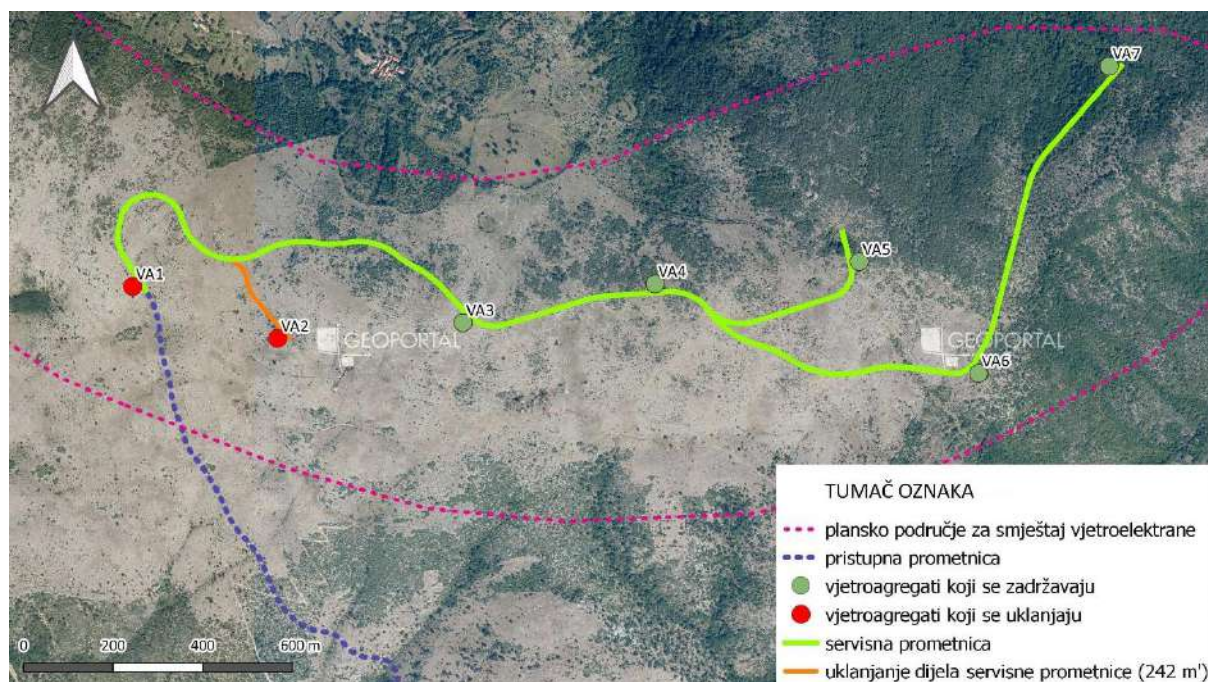 VA7
VA1
VA5
VA4
VA3
VA2
GEOPORTAL
GEOPORTAL
VA6
TUMAČ OZNAKA
plansko područje za smještaj vjetroelektrane
pristupna prometnica
vjetroagregati koji se zadržavaju
vjetroagregati koji se uklanjaju
servisna prometnica
uklanjanje dijela servisne prometnice (242 m')
0 200 400 600 m